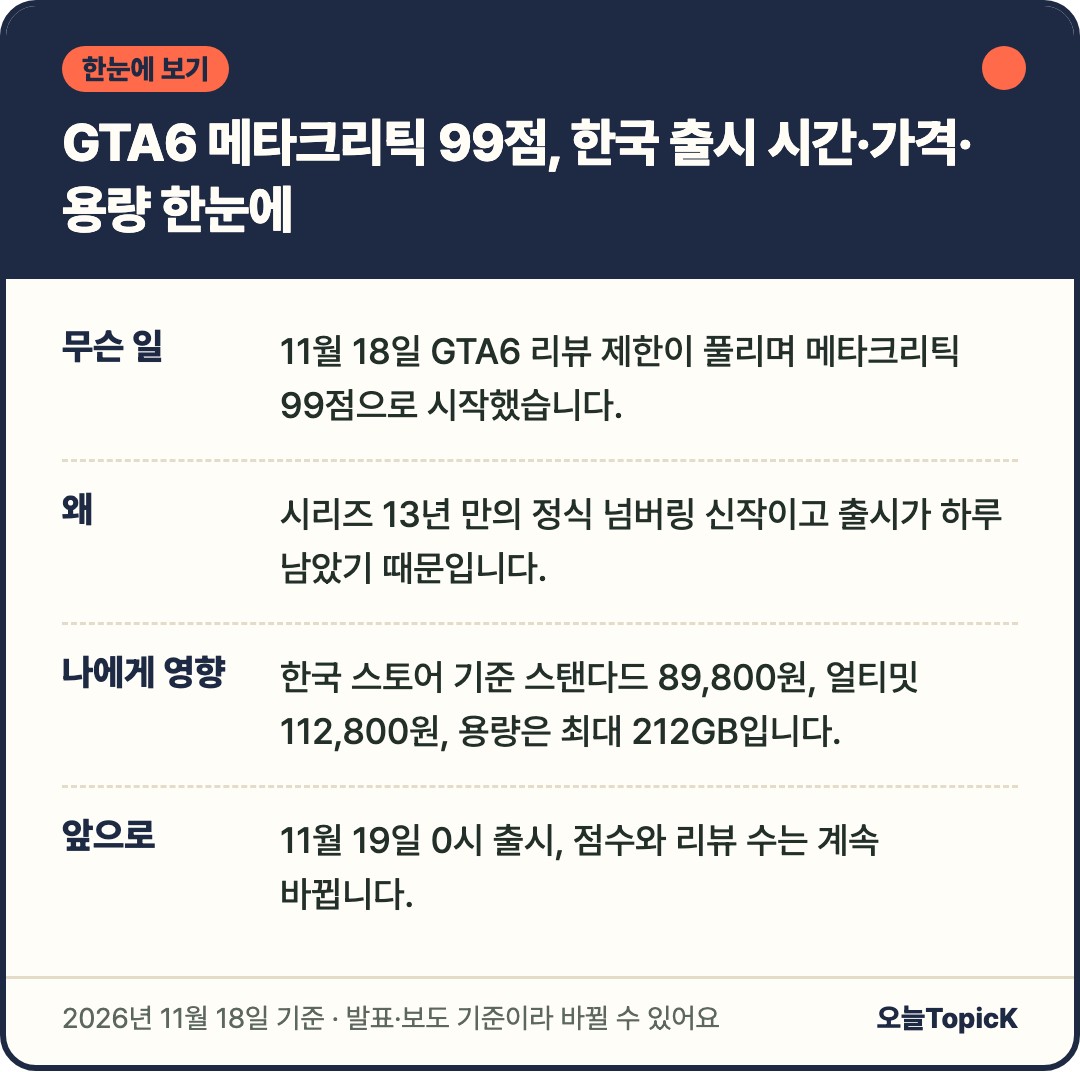 한눈에 보기
GTA6 메타크리틱 99점, 한국 출시 시간·가격·
용량 한눈에
무슨 일
11월 18일 GTA6 리뷰 제한이 풀리며 메타크리틱
99점으로 시작했습니다.
왜
시리즈 13년 만의 정식 넘버링 신작이고 출시가 하루
남았기 때문입니다.
나에게 영향
한국 스토어 기준 스탠다드 89,800원, 얼티밋
112,800원, 용량은 최대 212GB입니다.
앞으로
11월 19일 0시 출시, 점수와 리뷰 수는 계속
바뀝니다.
2026년 11월 18일 기준 · 발표·보도 기준이라 바뀔 수 있어요
오늘TopicK